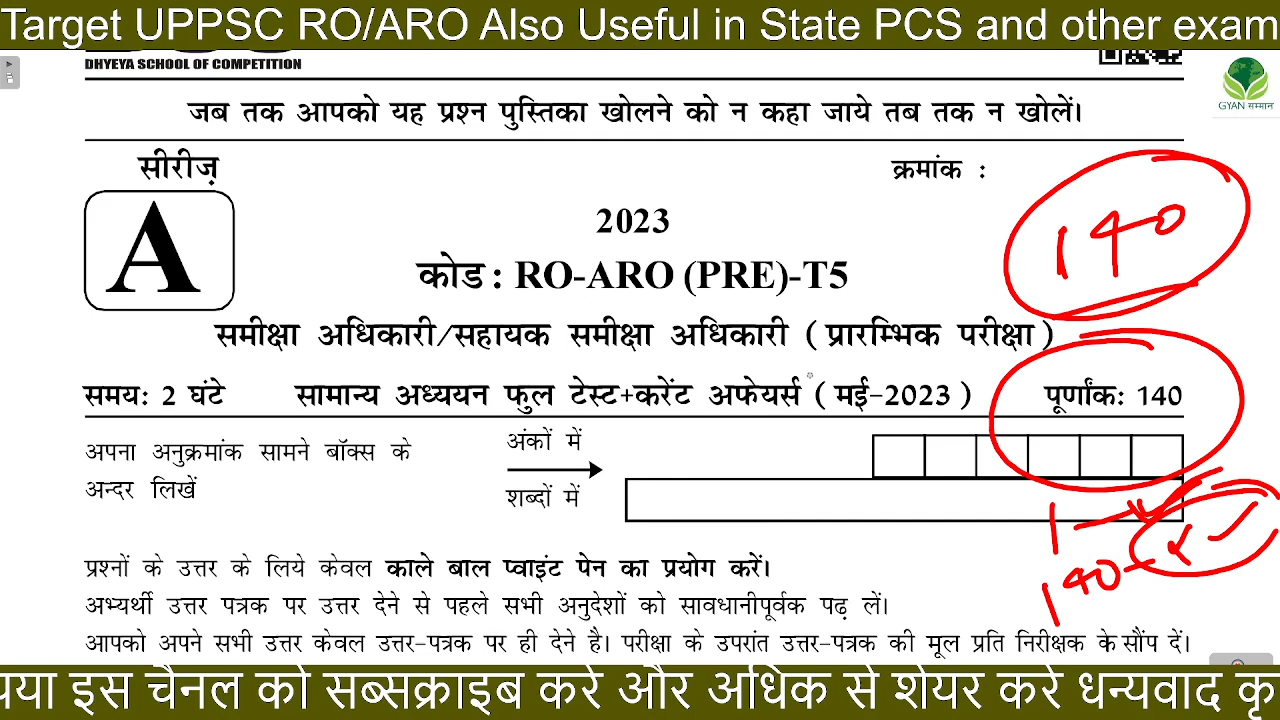 Target UPPSC RO/ARO Also Useful in State PCS and other exam
DHYEYA SCHOOL OF COMPETITION
GYAN सम्मान
जब तक आपको यह प्रश्न पुस्तिका खोलने को न कहा जाये तब तक न खोलें।
सीरीज़
क्रमांक :
A
2023
140
कोड : RO-ARO (PRE)-T5
समीक्षा अधिकारी/सहायक समीक्षा अधिकारी ( प्रारम्भिक परीक्षा )
समय: 2 घंटे सामान्य अध्ययन फुल टेस्ट+करेंट अफेयर्स ( मई-2023 ) पूर्णांक: 140
अपना अनुक्रमांक सामने बॉक्स के
अन्दर लिखें
अंकों में
शब्दों में
1
140
प्रश्नों के उत्तर के लिये केवल काले बाल प्वाइंट पेन का प्रयोग करें।
अभ्यर्थी उत्तर पत्रक पर उत्तर देने से पहले सभी अनुदेशों को सावधानीपूर्वक पढ़ लें।
आपको अपने सभी उत्तर केवल उत्तर-पत्रक पर ही देने है। परीक्षा के उपरांत उत्तर-पत्रक की मूल प्रति निरीक्षक के सौंप दें।
पया इस चैनल को सब्सक्राइब करे और अधिक से शेयर करे धन्यवाद कृ